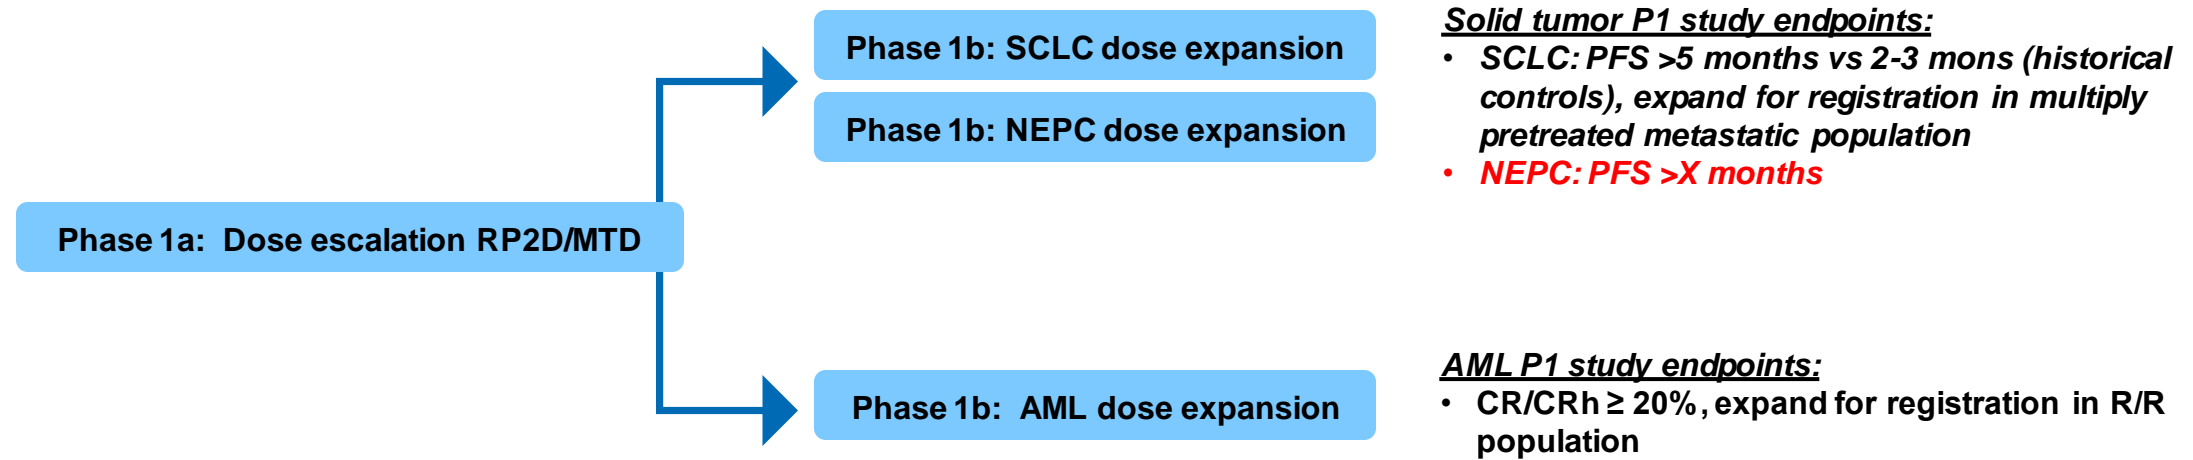 Phase 1b: SCLC dose expansion
Phase 1b: NEPC dose expansion
Solid tumor P1 study endpoints:
• SCLC: PFS >5 months vs 2-3 mons (historical
controls), expand for registration in multiply
pretreated metastatic population
• NEPC: PFS >X months
Phase 1a: Dose escalation RP2D/MTD
Phase 1b: AML dose expansion
AML P1 study endpoints:
• CR/CRh ≥ 20%, expand for registration in R/R
population